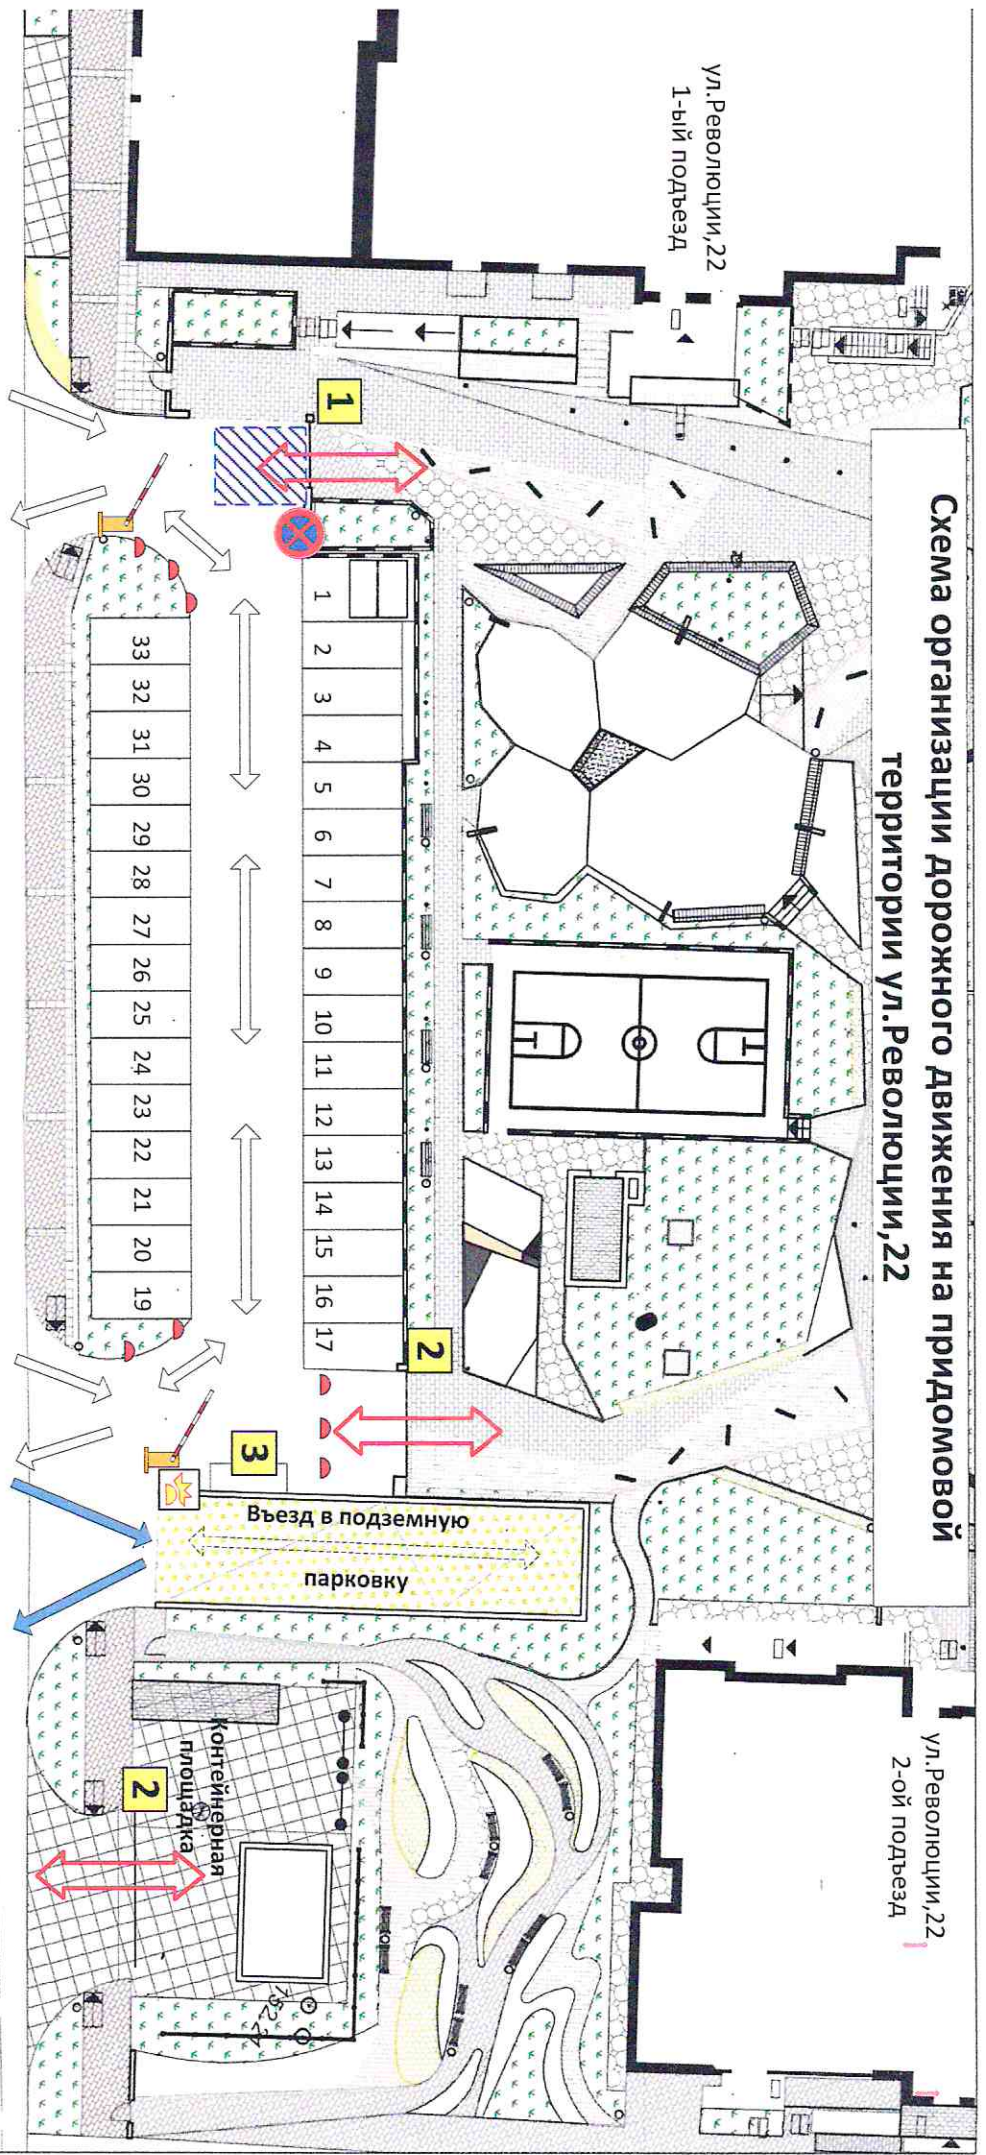 Схема организации дорожного движения на придомовой
территории ул.Революции,22
ул.Революции,22
1-ый подъезд
ул.Революции,22
2-ой подъезд
1
1 2 3 4 5 6 7 8 9 10 11 12 13 14 15 16 17
2
33 32 31 30 29 28 27 26 25 24 23 22 21 20 19
3
Въезд в подземную
парковку
Контейнерная
площадка
2